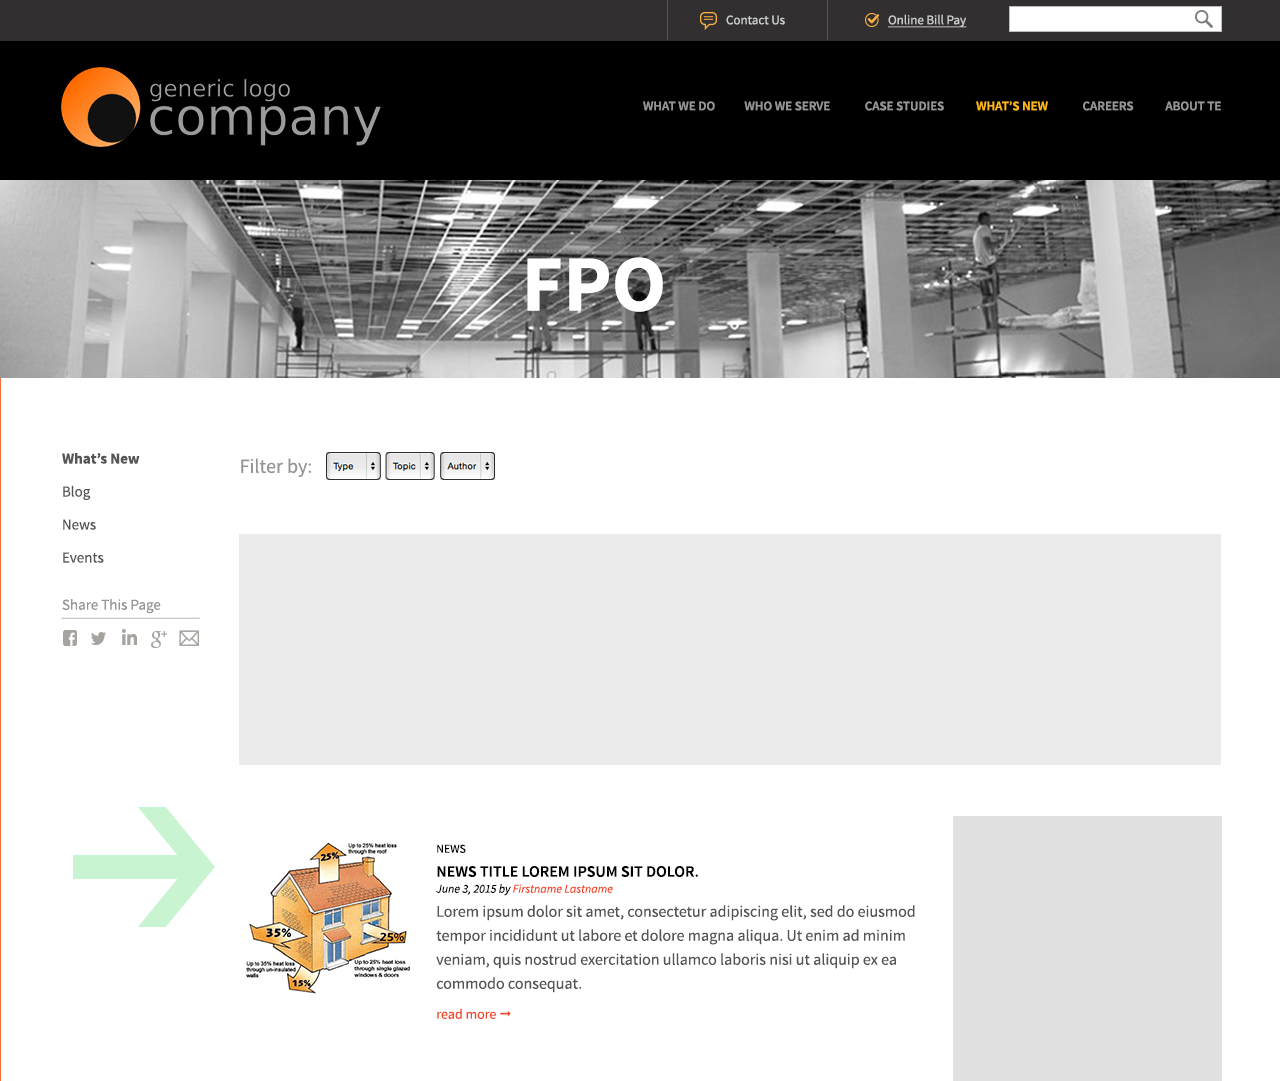 Contact Us
Online Bill Pay
generic logo
company
WHAT WE DO
WHO WE SERVE
CASE STUDIES
WHAT'S NEW
CAREERS
ABOUT TE
FPO
What's New
Blog
News
Events
Share This Page
Filter by:
Type
Topic
Author
Up to 25% heat loss
through the roof
25%
35%
25%
15%
Up to 35% heat loss
through un-insulated
walls
Up to 25% heat loss
through single glazed
windows & doors
NEWS
NEWS TITLE LOREM IPSUM SIT DOLOR.
June 3, 2015 by Firstname Lastname
Lorem ipsum dolor sit amet, consectetur adipiscing elit, sed do eiusmod
tempor incididunt ut labore et dolore magna aliqua. Ut enim ad minim
veniam, quis nostrud exercitation ullamco laboris nisi ut aliquip ex ea
commodo consequat.
read more →